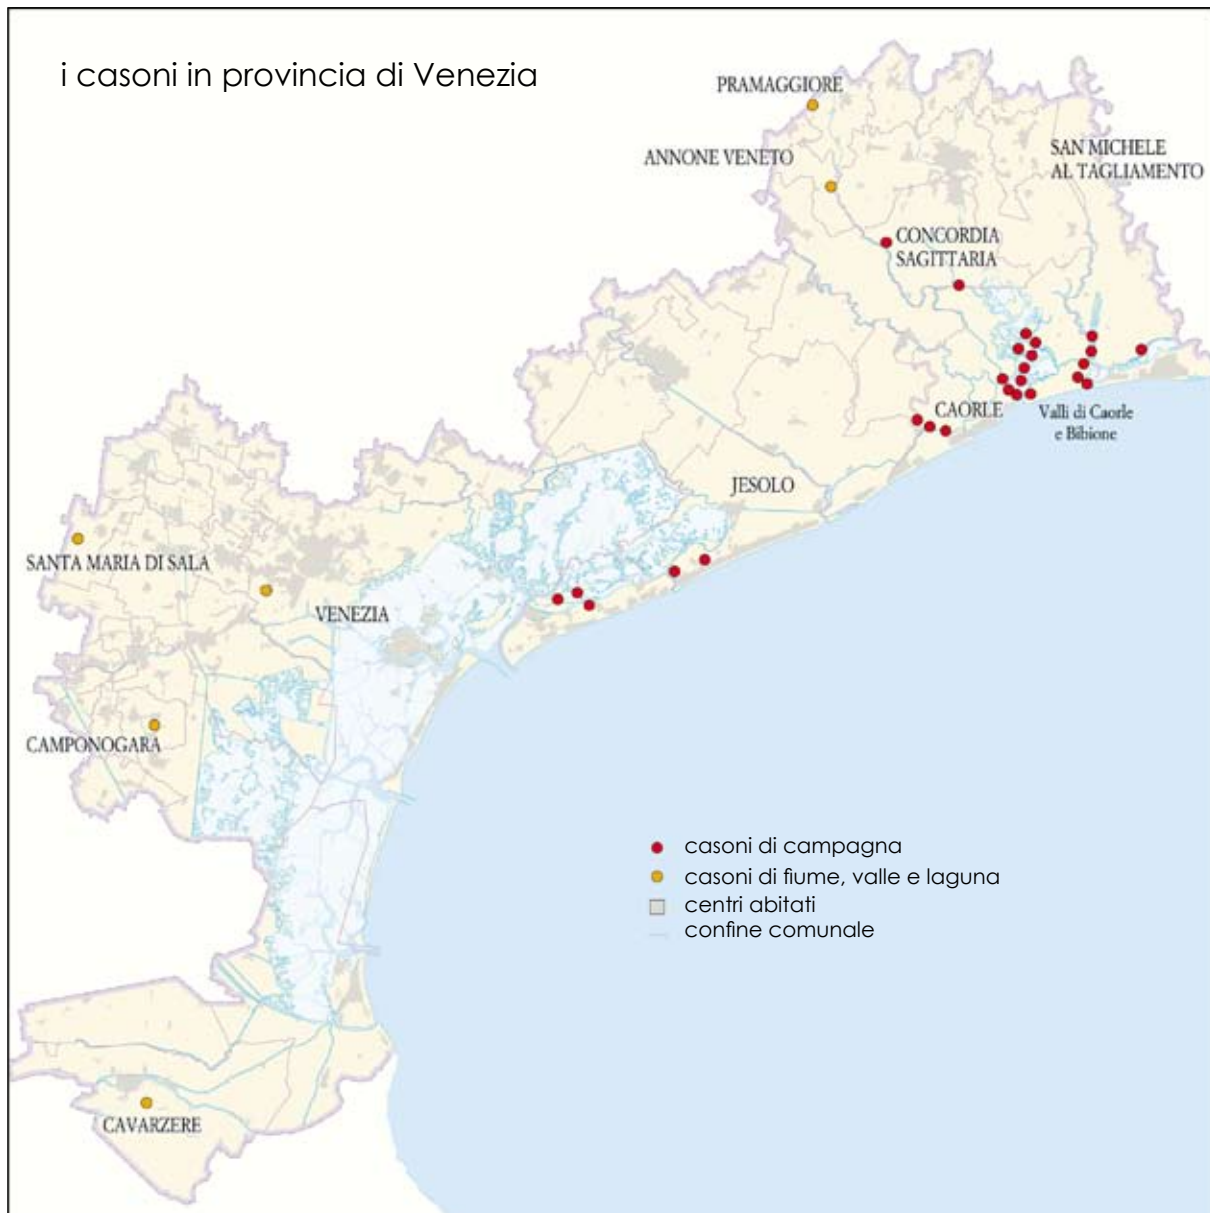 i casoni in provincia di Venezia
PRAMAGGIORE
ANNONE VENETO
SAN MICHELE
AL TAGLIAMENTO
CONCORDIA
SAGITTARIA
CAORLE
Valli di Caorle
e Bibione
JESOLO
SANTA MARIA DI SALA
VENEZIA
CAMPONOGARA
casoni di campagna
casoni di fiume, valle e laguna
centri abitati
confine comunale
CAVARZERE